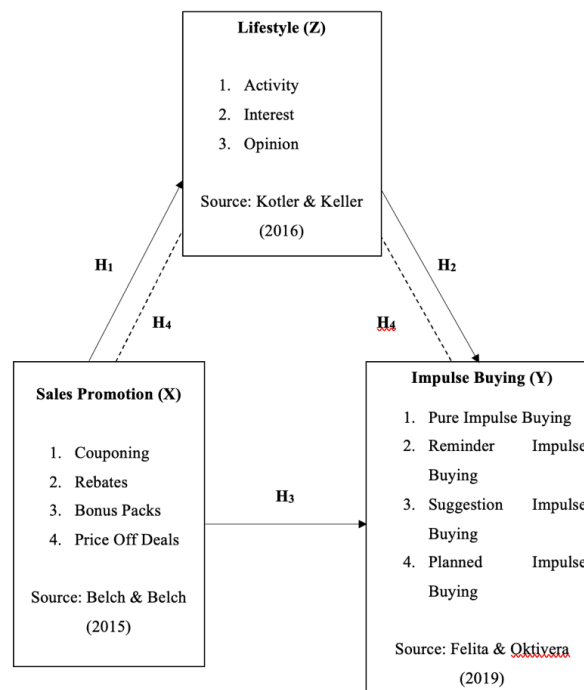 Lifestyle (Z)
1. Activity
2. Interest
3. Opinion
Source: Kotler & Keller
(2016)
H1
H2
H4
H4
Sales Promotion (X)
1. Couponing
2. Rebates
3. Bonus Packs
4. Price Off Deals
Source: Belch & Belch
(2015)
H3
Impulse Buying (Y)
1. Pure Impulse Buying
2. Reminder Impulse
Buying
3. Suggestion Impulse
Buying
4. Planned Impulse
Buying
Source: Felita & Oktivera
(2019)